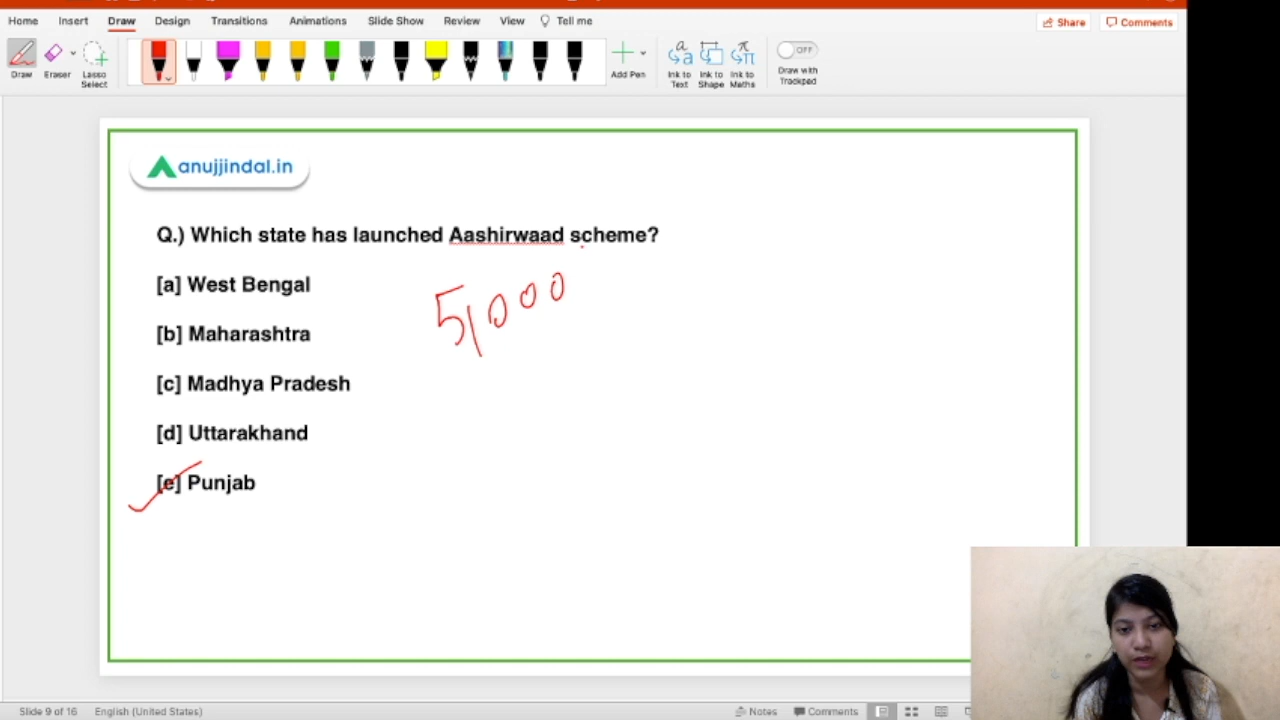 Home Insert Draw Design Transitions Animations Slide Show Review View Tell me Share Comments
Draw Eraser Lasso Select Add Pen Ink to Text Ink to Shape Ink to Maths OFF Draw with Trackpad
anujjindal.in
Q.) Which state has launched Aashirwaad scheme?
[a] West Bengal
51000
[b] Maharashtra
[c] Madhya Pradesh
[d] Uttarakhand
[e] Punjab
Slide 9 of 16 English (United States) Notes Comments